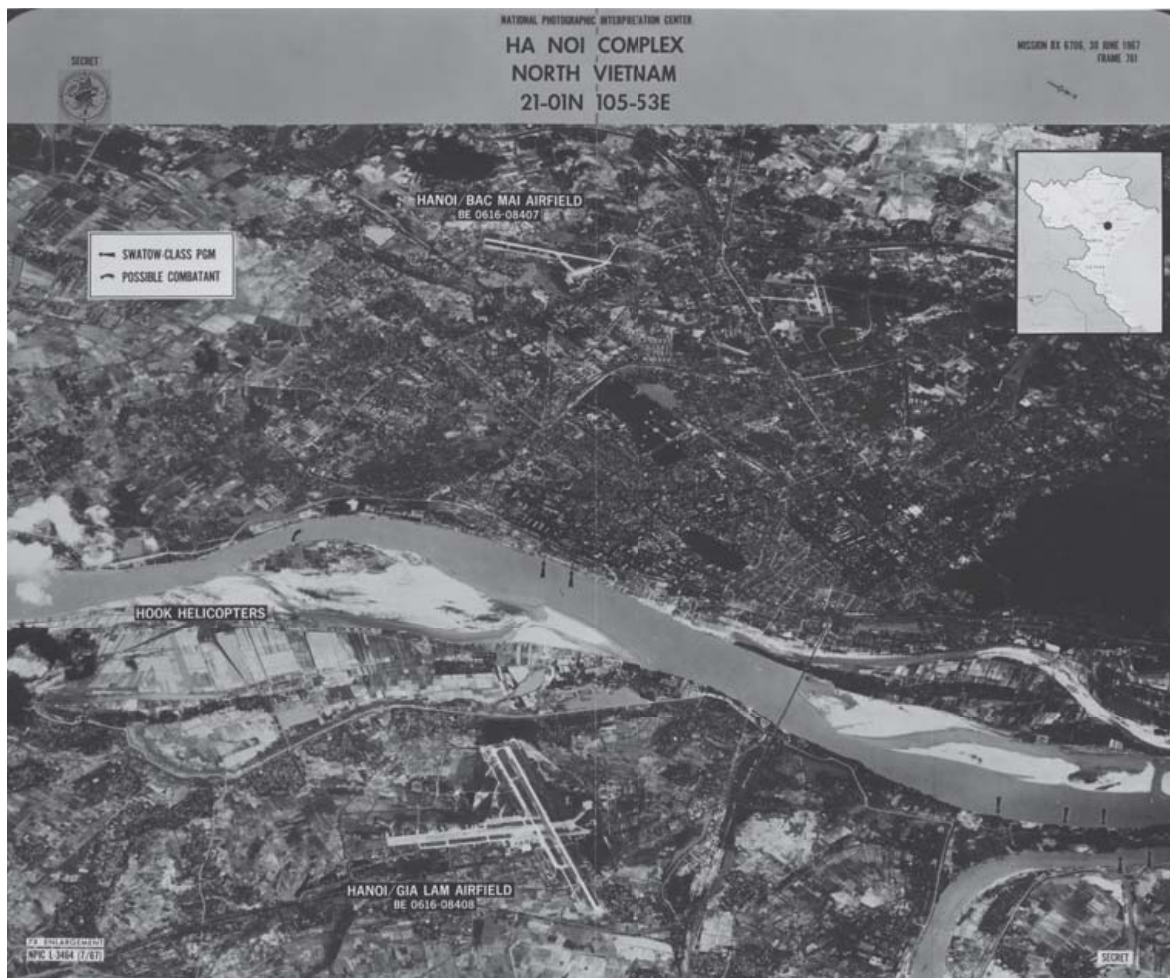 NATIONAL PHOTOGRAPHIC INTERPRETATION CENTER
HA NOI COMPLEX
NORTH VIETNAM
21-01N 105-53E
SECRET
MISSION BX 6706, 30 JUNE 1967
FRAME 761
HANOI/BAC MAI AIRFIELD
BE 0616-08407
SWATOW-CLASS PGM
POSSIBLE COMBATANT
HOOK HELICOPTERS
HANOI/GIA LAM AIRFIELD
BE 0616-08408
7X ENLARGEMENT
NPIC L-3464 (7/67)
SECRET